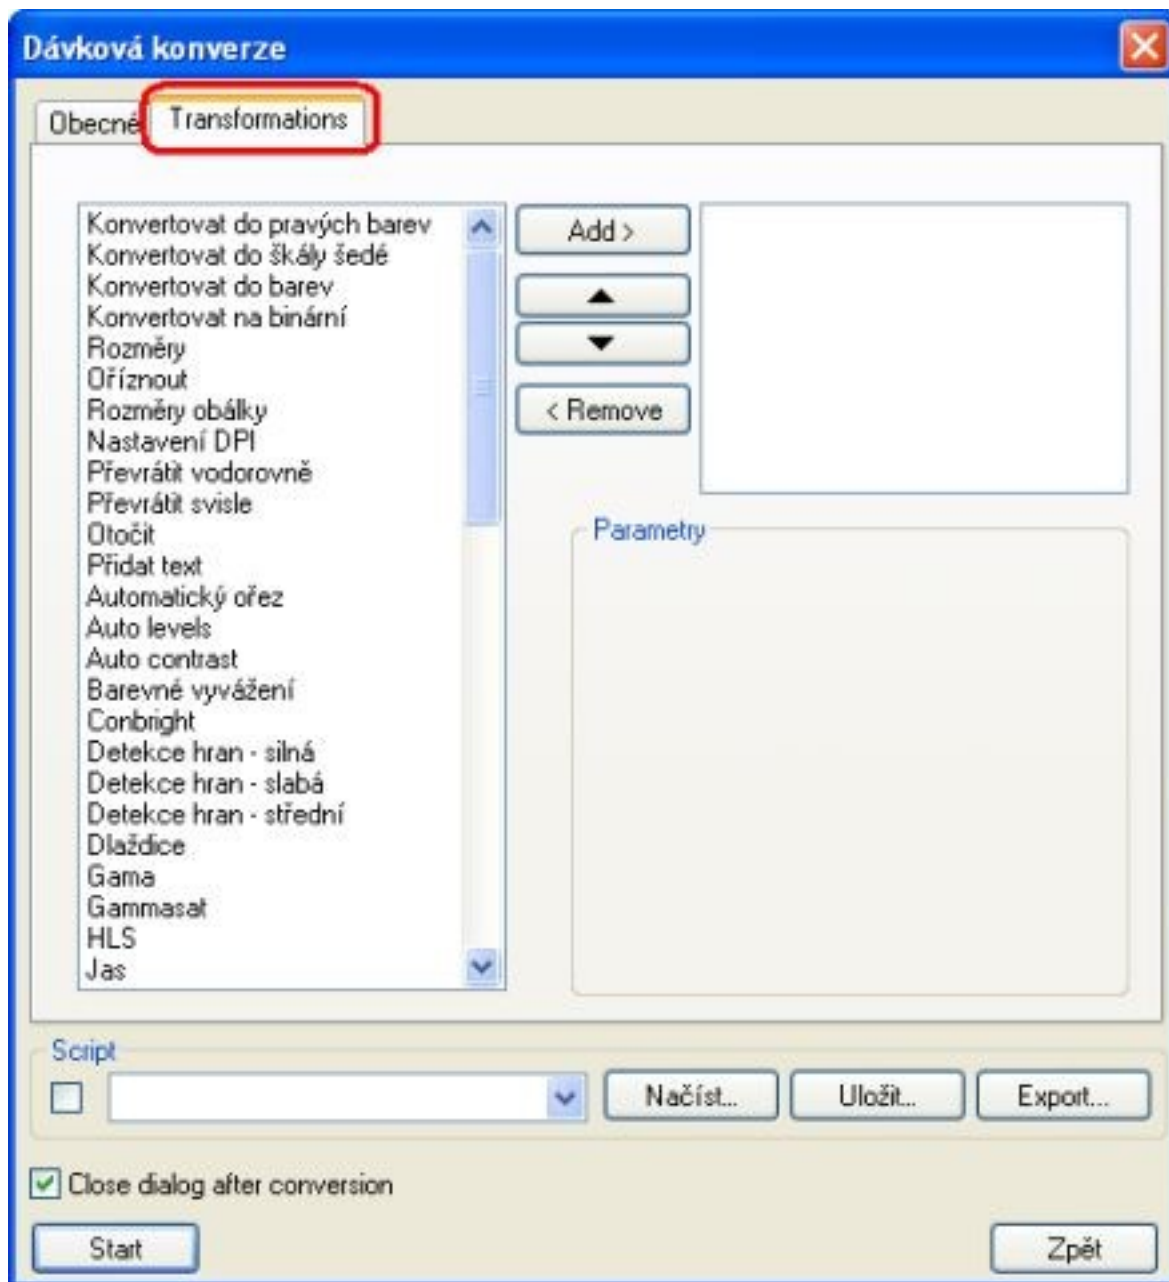 Dávková konverze
Obecné
Transformations
Konvertovat do pravých barev
Konvertovat do škály šedé
Konvertovat do barev
Konvertovat na binární
Rozměry
Oříznout
Rozměry obálky
Nastavení DPI
Převrátit vodorovně
Převrátit svisle
Otočit
Přidat text
Automatický ořez
Auto levels
Auto contrast
Barevné vyvážení
Conbright
Detekce hran - silná
Detekce hran - slabá
Detekce hran - střední
Dlaždice
Gama
Gammasat
HLS
Jas
Add >
< Remove
Parametry
Script
Načíst...
Uložit...
Export...
Close dialog after conversion
Start
Zpět